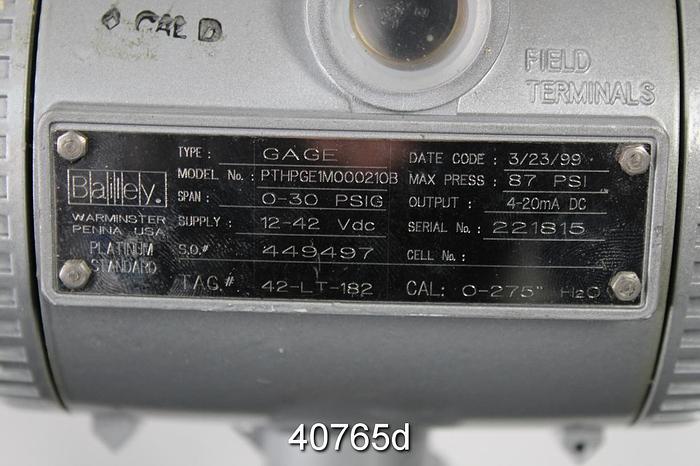 ◊ CAL D
FIELD
TERMINALS
Bailey.
WARMINSTER
PENNA. USA
PLATINUM
STANDARD
TYPE : GAGE
MODEL No. : PTHPGE1M000210B
SPAN : 0-30 PSIG
SUPPLY : 12-42 Vdc
S.O.# 449497
TAG.# 42-LT-182
DATE CODE : 3/23/99
MAX PRESS : 87 PSI
OUTPUT : 4-20mA DC
SERIAL No. : 221815
CELL No. :
CAL: 0-275" H2O
40765d